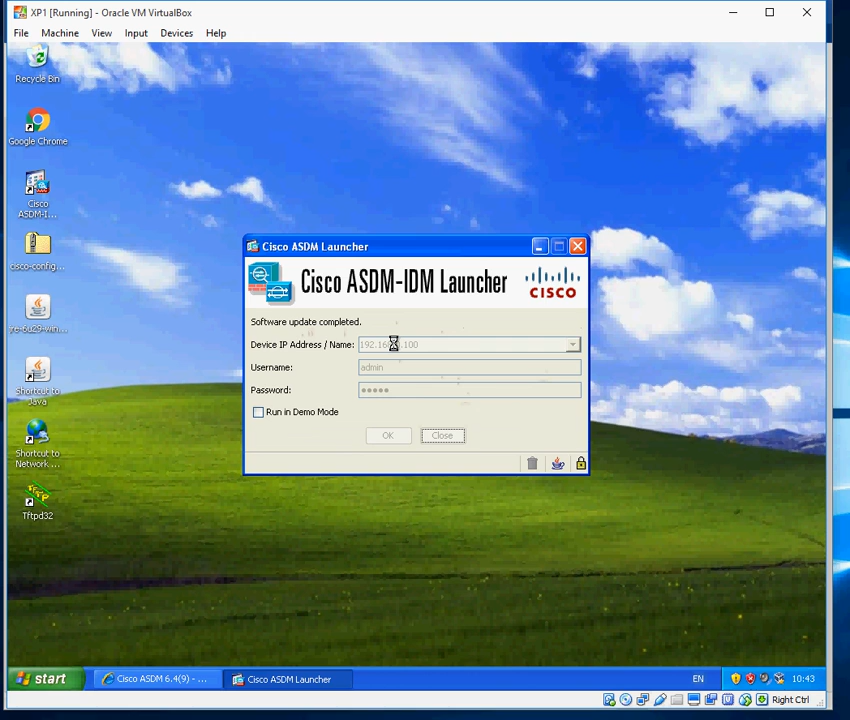 XP1 [Running] - Oracle VM VirtualBox
File Machine View Input Devices Help
Recycle Bin
Google Chrome
Cisco
ASDM-I...
cisco-config...
Shortcut to
Java
Shortcut to
Network ...
Tftpd32
Cisco ASDM Launcher
Cisco ASDM-IDM Launcher
CISCO
Software update completed.
Device IP Address / Name:
Username: admin
Password: •••••
Run in Demo Mode
OK Close
start
Cisco ASDM 6.4(9) - ...
Cisco ASDM Launcher
EN
10:43
Right Ctrl